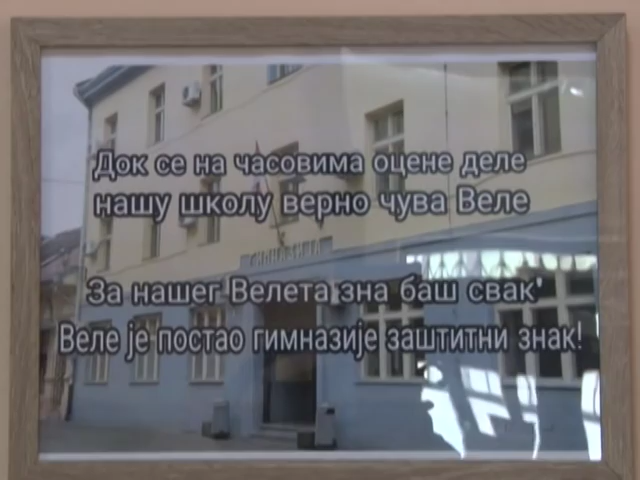 Док се на часовима оцене деле
нашу школу верно чува Веле
За нашег Велета зна баш свак'
Веле је постао гимназије заштитни знак!
ГИМНАЗИЈА